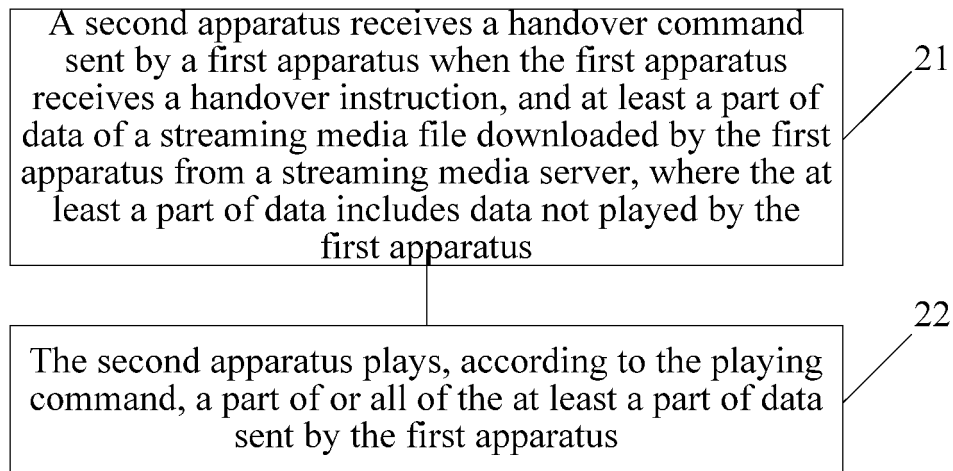 A second apparatus receives a handover command
sent by a first apparatus when the first apparatus
receives a handover instruction, and at least a part of
data of a streaming media file downloaded by the first
apparatus from a streaming media server, where the at
least a part of data includes data not played by the
first apparatus
21
The second apparatus plays, according to the playing
command, a part of or all of the at least a part of data
sent by the first apparatus
22